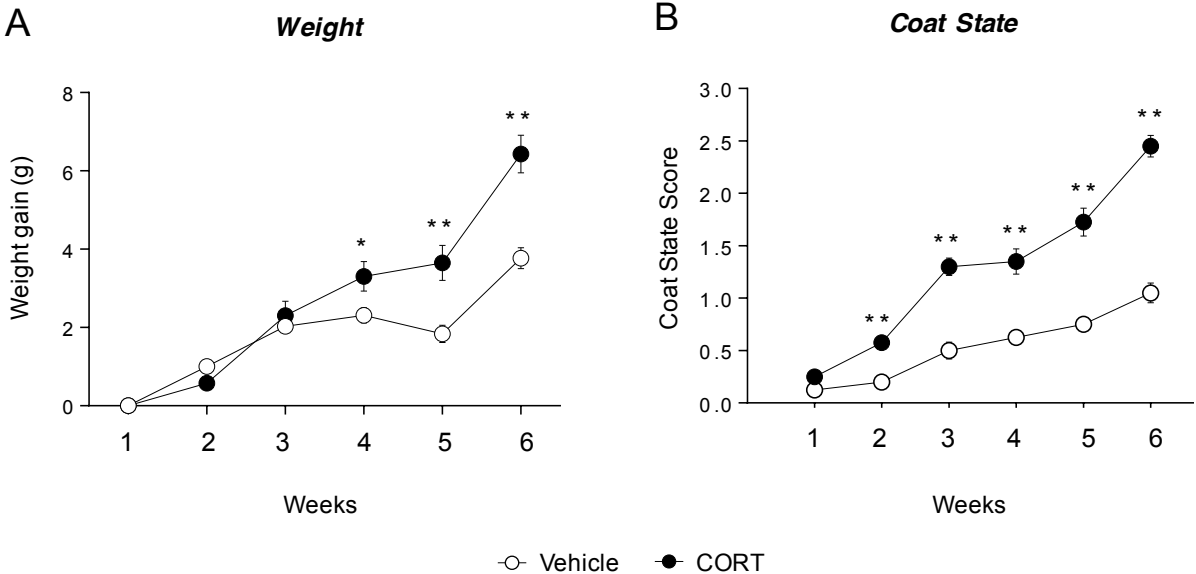 A
Weight
Weight gain (g)
8
6
4
2
0
*
**
**
1 2 3 4 5 6
Weeks
B
Coat State
Coat State Score
3.0
2.5
2.0
1.5
1.0
0.5
0.0
**
**
**
**
**
1 2 3 4 5 6
Weeks
Vehicle CORT